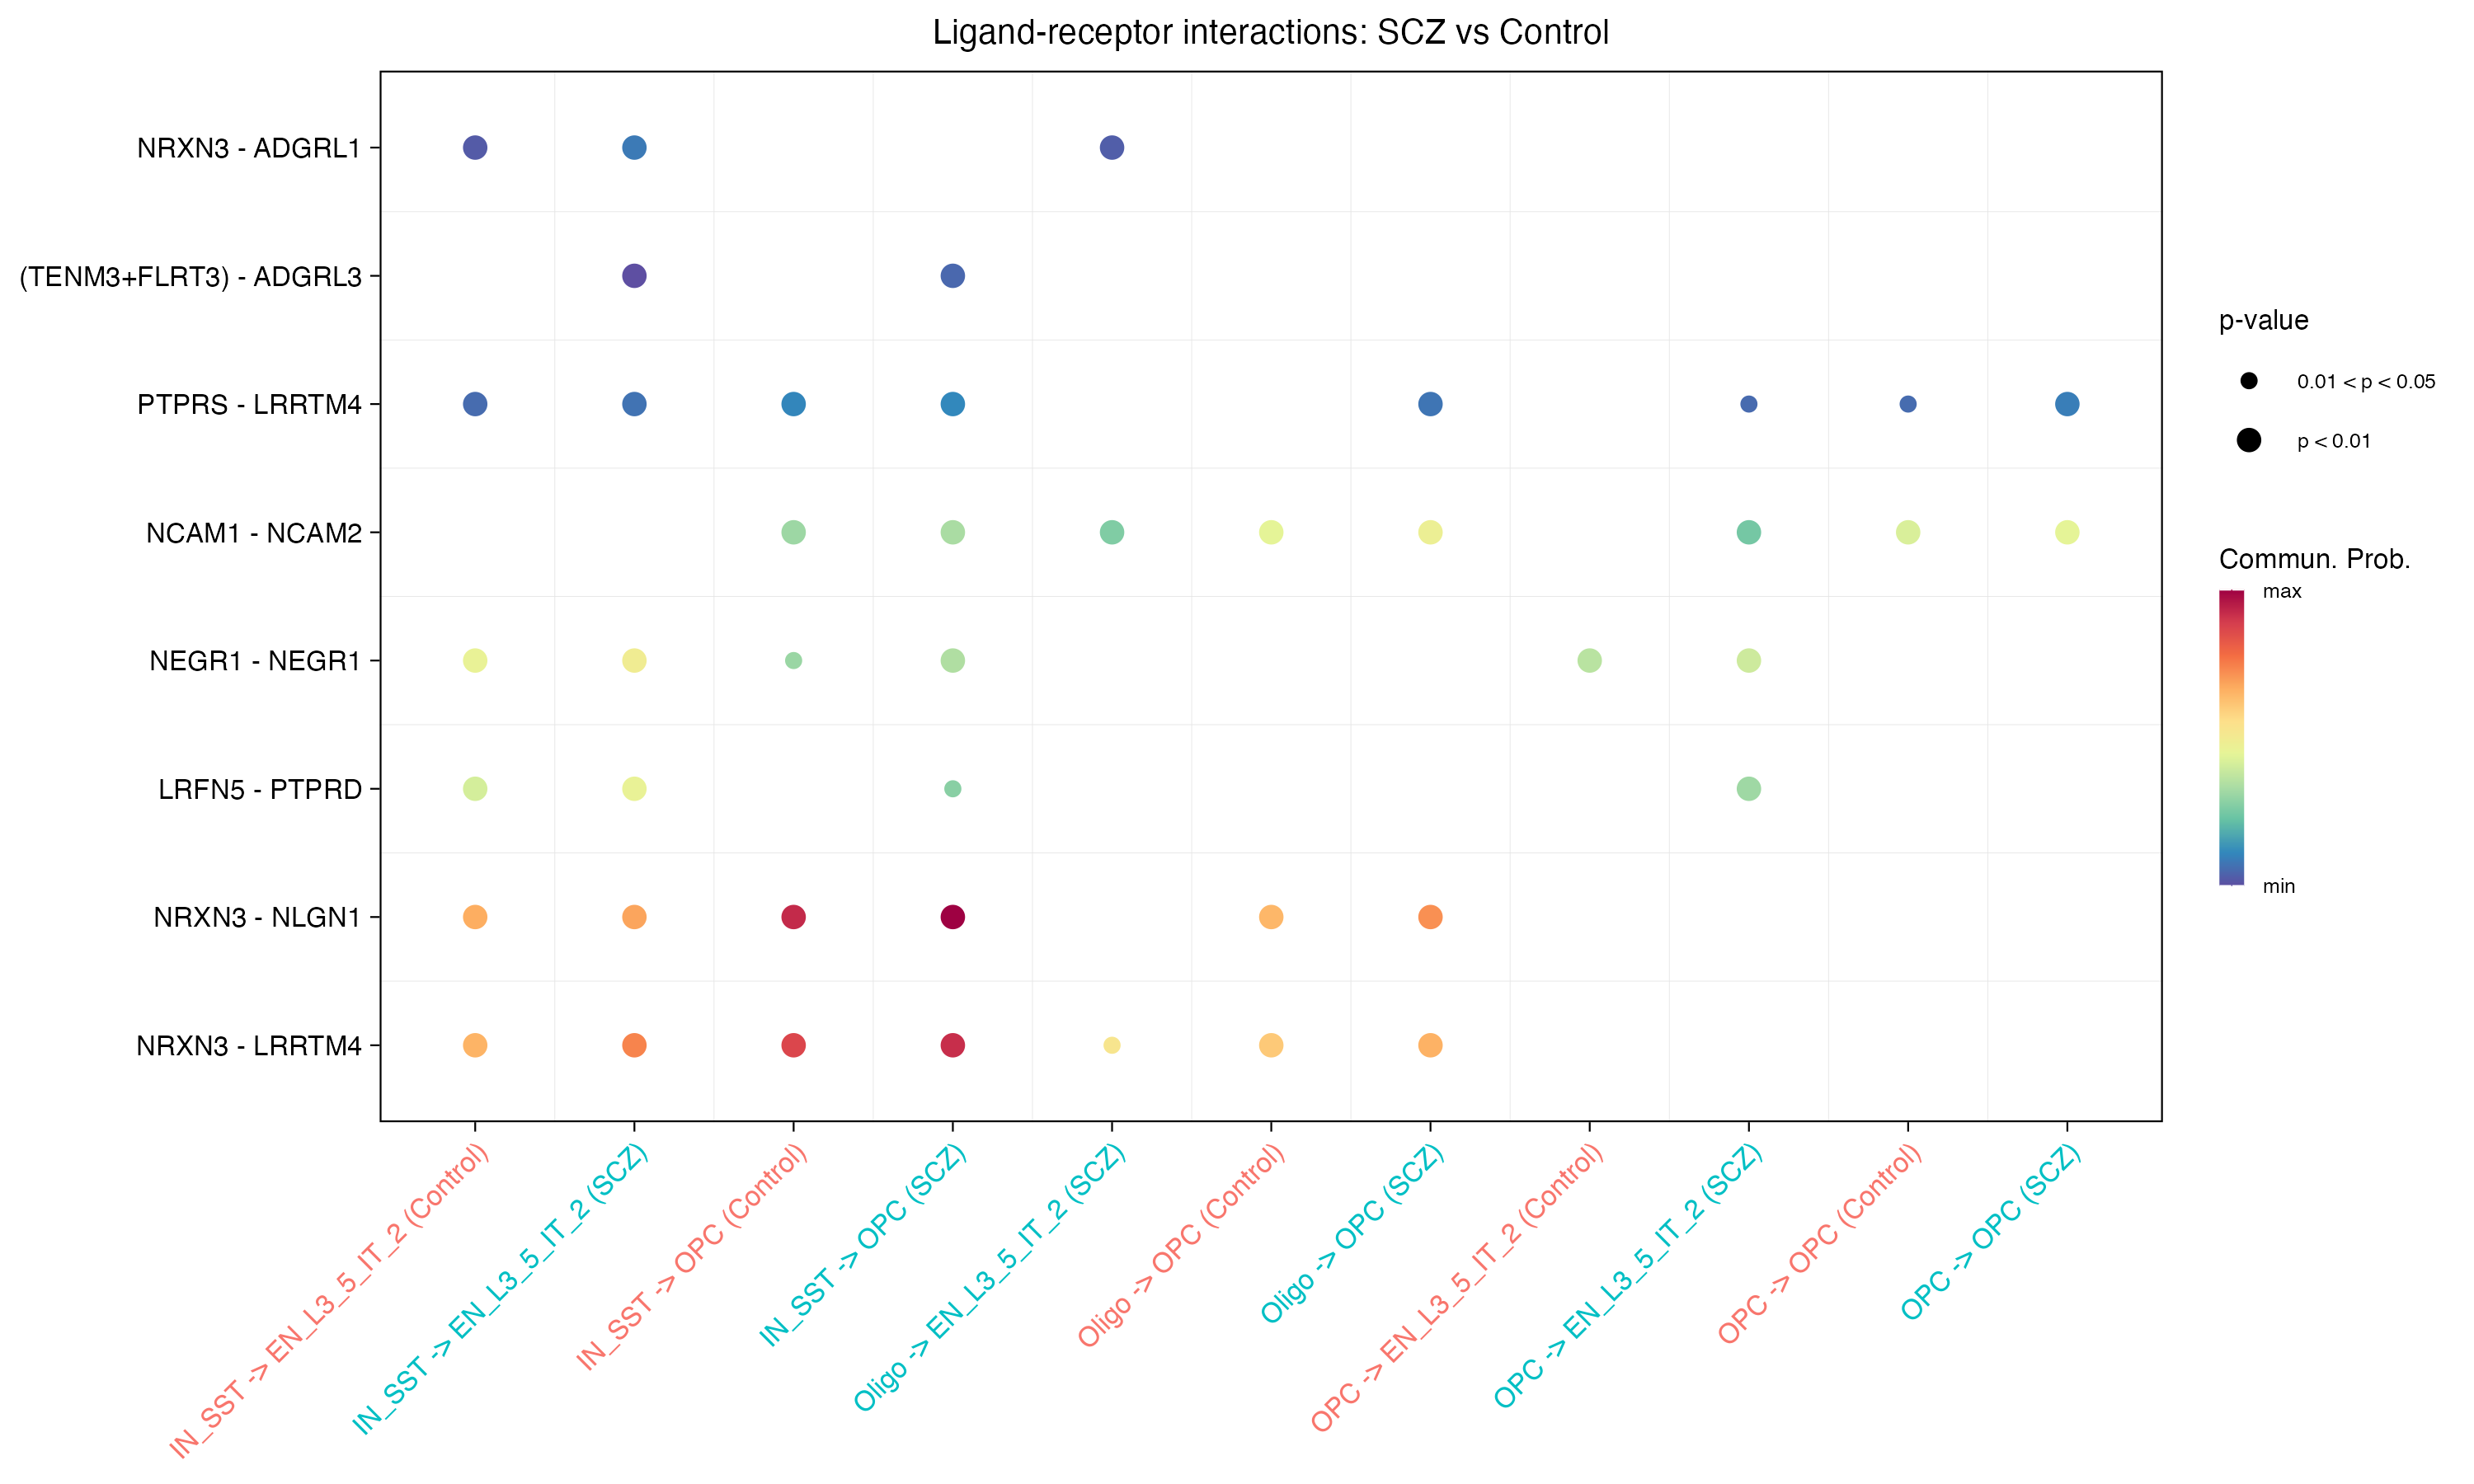 Ligand-receptor interactions: SCZ vs Control
NRXN3 - ADGRL1
(TENM3+FLRT3) - ADGRL3
PTPRS - LRRTM4
NCAM1 - NCAM2
NEGR1 - NEGR1
LRFN5 - PTPRD
NRXN3 - NLGN1
NRXN3 - LRRTM4
IN_SST -> EN_L3_5_IT_2 (Control)
IN_SST -> EN_L3_5_IT_2 (SCZ)
IN_SST -> OPC (Control)
IN_SST -> OPC (SCZ)
Oligo -> EN_L3_5_IT_2 (SCZ)
Oligo -> OPC (Control)
Oligo -> OPC (SCZ)
OPC -> EN_L3_5_IT_2 (Control)
OPC -> EN_L3_5_IT_2 (SCZ)
OPC -> OPC (Control)
OPC -> OPC (SCZ)
p-value
0.01 < p < 0.05
p < 0.01
Commun. Prob.
max
min